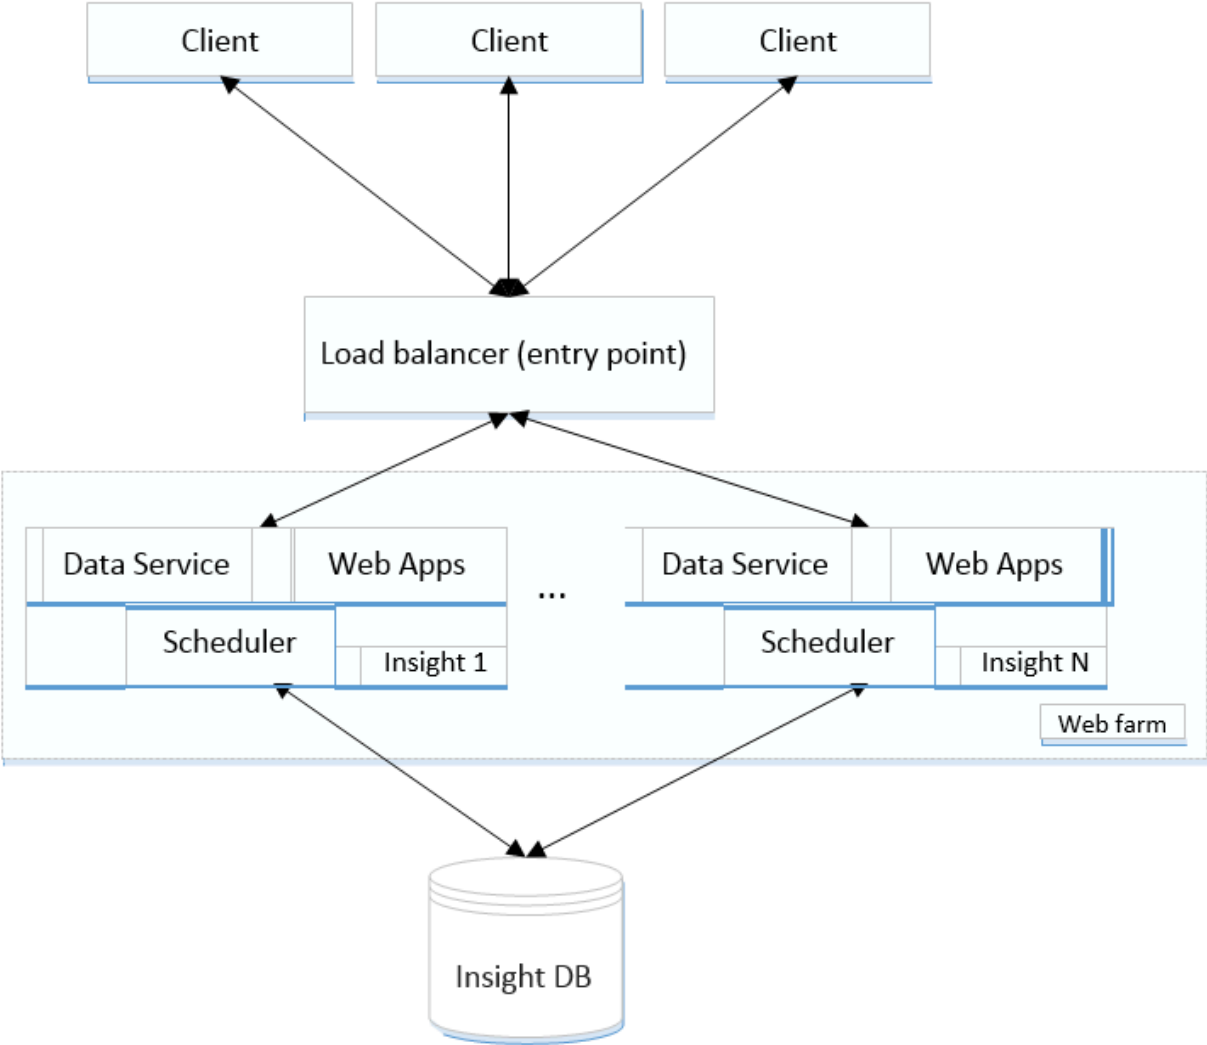 Client
Client
Client
Load balancer (entry point)
Data Service
Web Apps
Scheduler
Insight 1
...
Data Service
Web Apps
Scheduler
Insight N
Web farm
Insight DB